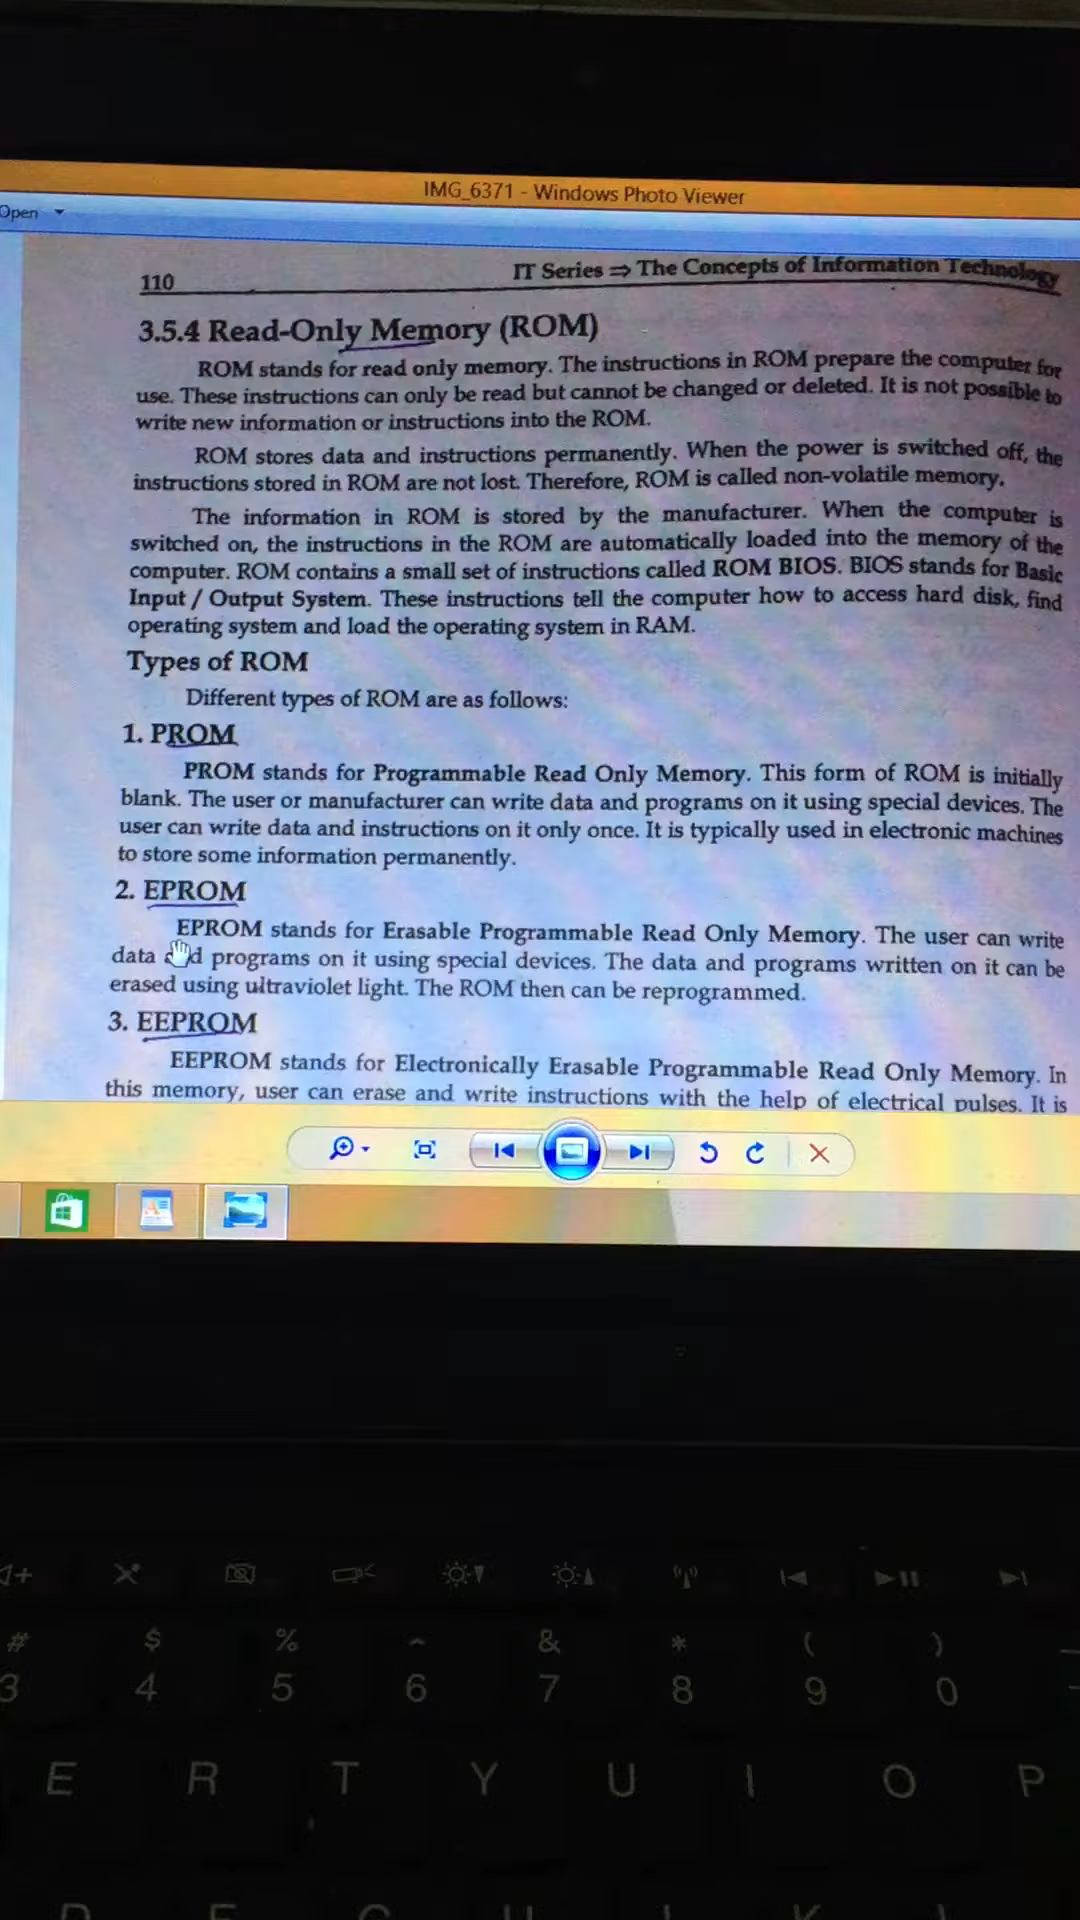 IMG_6371 - Windows Photo Viewer
Open
110
IT Series ⇒ The Concepts of Information Technology
3.5.4 Read-Only Memory (ROM)
ROM stands for read only memory. The instructions in ROM prepare the computer for
use. These instructions can only be read but cannot be changed or deleted. It is not possible to
write new information or instructions into the ROM.
ROM stores data and instructions permanently. When the power is switched off, the
instructions stored in ROM are not lost. Therefore, ROM is called non-volatile memory.
The information in ROM is stored by the manufacturer. When the computer is
switched on, the instructions in the ROM are automatically loaded into the memory of the
computer. ROM contains a small set of instructions called ROM BIOS. BIOS stands for Basic
Input / Output System. These instructions tell the computer how to access hard disk, find
operating system and load the operating system in RAM.
Types of ROM
Different types of ROM are as follows:
1. PROM
PROM stands for Programmable Read Only Memory. This form of ROM is initially
blank. The user or manufacturer can write data and programs on it using special devices. The
user can write data and instructions on it only once. It is typically used in electronic machines
to store some information permanently.
2. EPROM
EPROM stands for Erasable Programmable Read Only Memory. The user can write
data and programs on it using special devices. The data and programs written on it can be
erased using ultraviolet light. The ROM then can be reprogrammed.
3. EEPROM
EEPROM stands for Electronically Erasable Programmable Read Only Memory. In
this memory, user can erase and write instructions with the help of electrical pulses. It is
# $ % ^ & * ( )
3 4 5 6 7 8 9 0
E R T Y U I O P